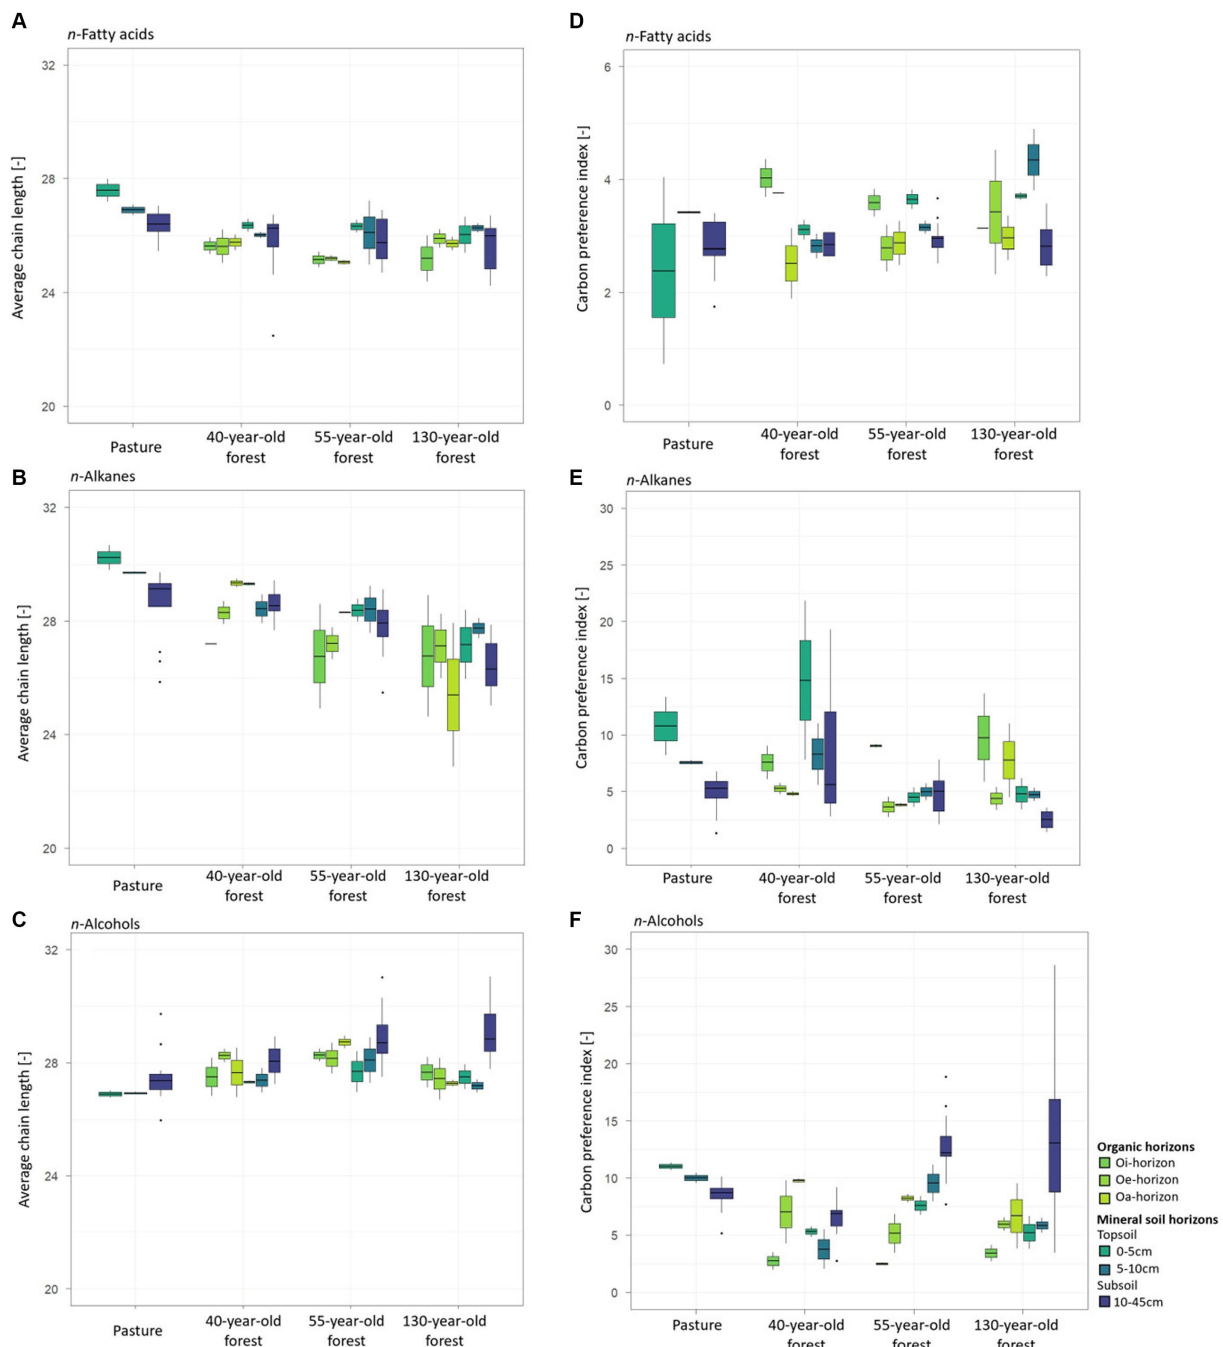 A
n-Fatty acids
32
28
24
20
Average chain length [-]
Pasture
40-year-old
forest
55-year-old
forest
130-year-old
forest
B
n-Alkanes
32
28
24
20
Average chain length [-]
Pasture
40-year-old
forest
55-year-old
forest
130-year-old
forest
C
n-Alcohols
32
28
24
20
Average chain length [-]
Pasture
40-year-old
forest
55-year-old
forest
130-year-old
forest
D
n-Fatty acids
6
4
2
0
Carbon preference index [-]
Pasture
40-year-old
forest
55-year-old
forest
130-year-old
forest
E
n-Alkanes
30
25
20
15
10
5
0
Carbon preference index [-]
Pasture
40-year-old
forest
55-year-old
forest
130-year-old
forest
F
n-Alcohols
30
25
20
15
10
5
0
Carbon preference index [-]
Pasture
40-year-old
forest
55-year-old
forest
130-year-old
forest
Organic horizons
Oi-horizon
Oe-horizon
Oa-horizon
Mineral soil horizons
Topsoil
0-5cm
5-10cm
Subsoil
10-45cm